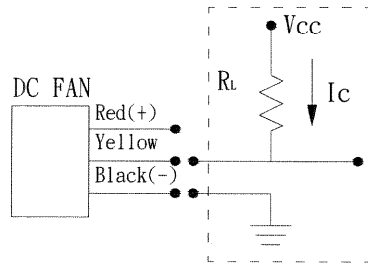 Vcc
DC FAN
RL
Ic
Red(+)
Yellow
Black(-)